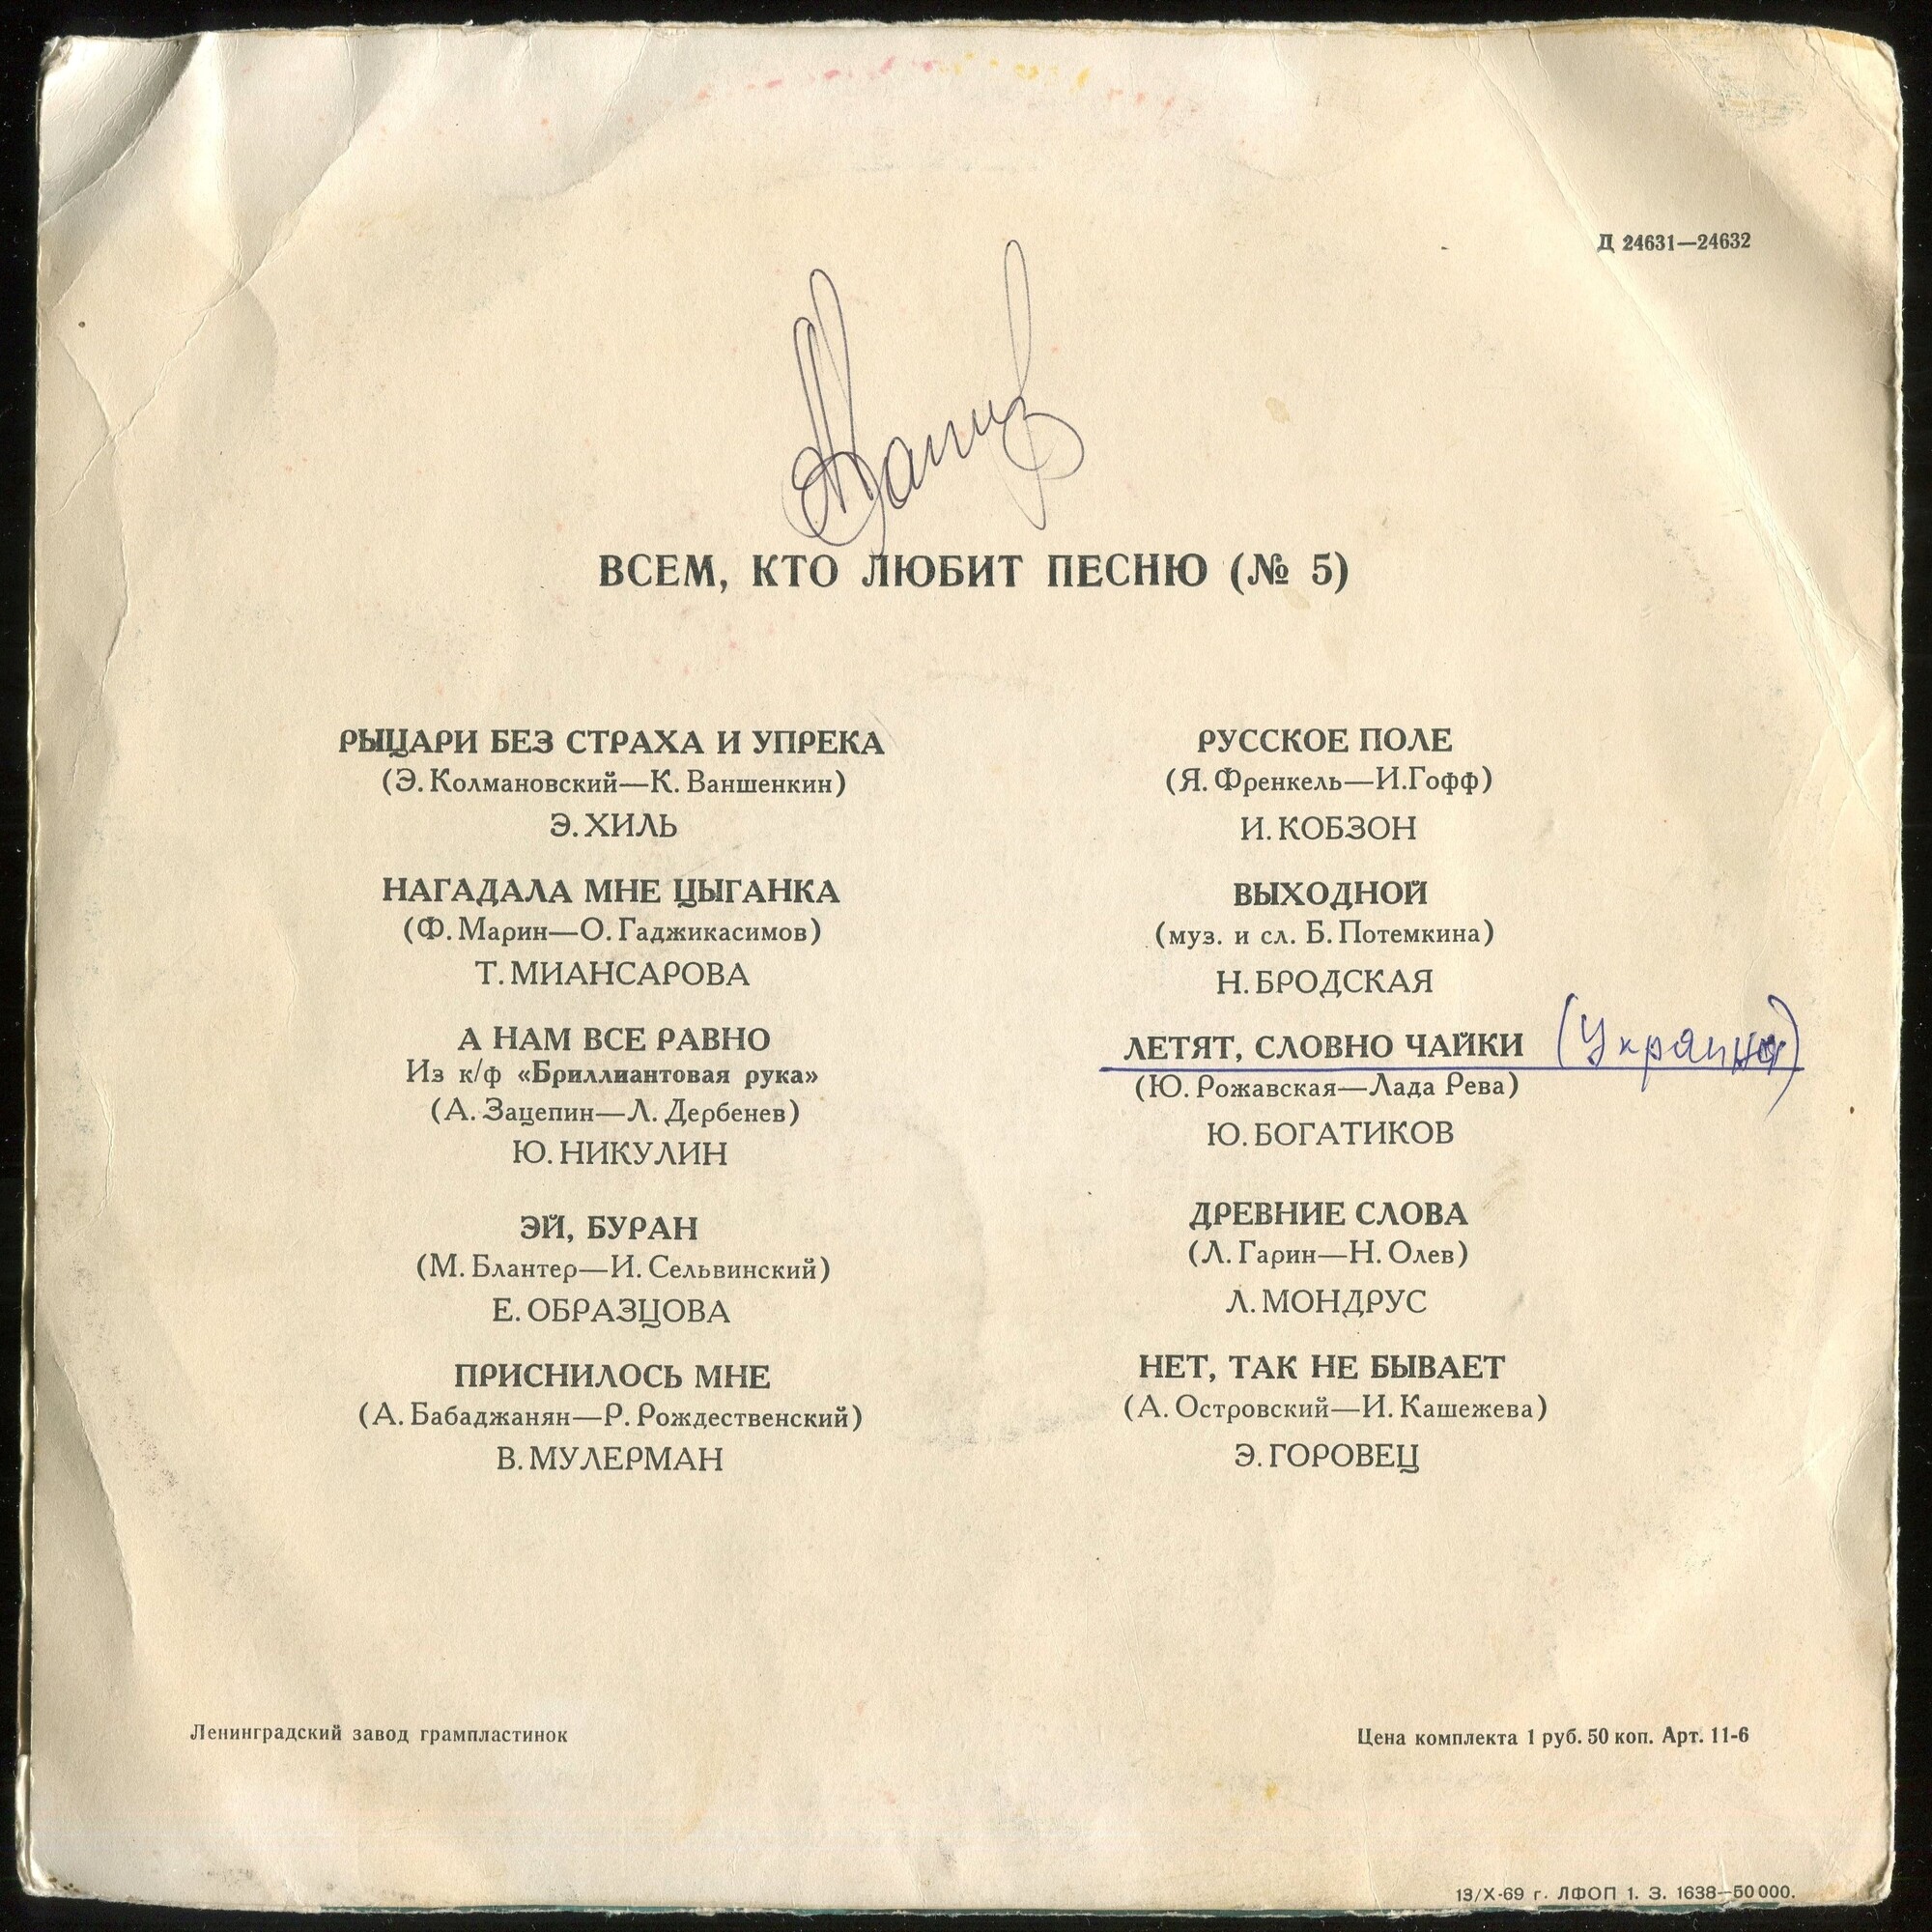 Д 24631—24632
ВСЕМ, КТО ЛЮБИТ ПЕСНЮ (№ 5)
РЫЦАРИ БЕЗ СТРАХА И УПРЕКА
(Э. Колмановский—К. Ваншенкин)
Э. ХИЛЬ
НАГАДАЛА МНЕ ЦЫГАНКА
(Ф. Марин—О. Гаджикасимов)
Т. МИАНСАРОВА
А НАМ ВСЕ РАВНО
Из к/ф «Бриллиантовая рука»
(А. Зацепин—Л. Дербенев)
Ю. НИКУЛИН
ЭЙ, БУРАН
(М. Блантер—И. Сельвинский)
Е. ОБРАЗЦОВА
ПРИСНИЛОСЬ МНЕ
(А. Бабаджанян—Р. Рождественский)
В. МУЛЕРМАН
РУССКОЕ ПОЛЕ
(Я. Френкель—И. Гофф)
И. КОБЗОН
ВЫХОДНОЙ
(муз. и сл. Б. Потемкина)
Н. БРОДСКАЯ
ЛЕТЯТ, СЛОВНО ЧАЙКИ
(Ю. Рожавская—Лада Рева)
Ю. БОГАТИКОВ
ДРЕВНИЕ СЛОВА
(Л. Гарин—Н. Олев)
Л. МОНДРУС
НЕТ, ТАК НЕ БЫВАЕТ
(А. Островский—И. Кашежева)
Э. ГОРОВЕЦ
Ленинградский завод грампластинок
Цена комплекта 1 руб. 50 коп. Арт. 11-6
13/X-69 г. ЛФОП 1. З. 1638—50 000.